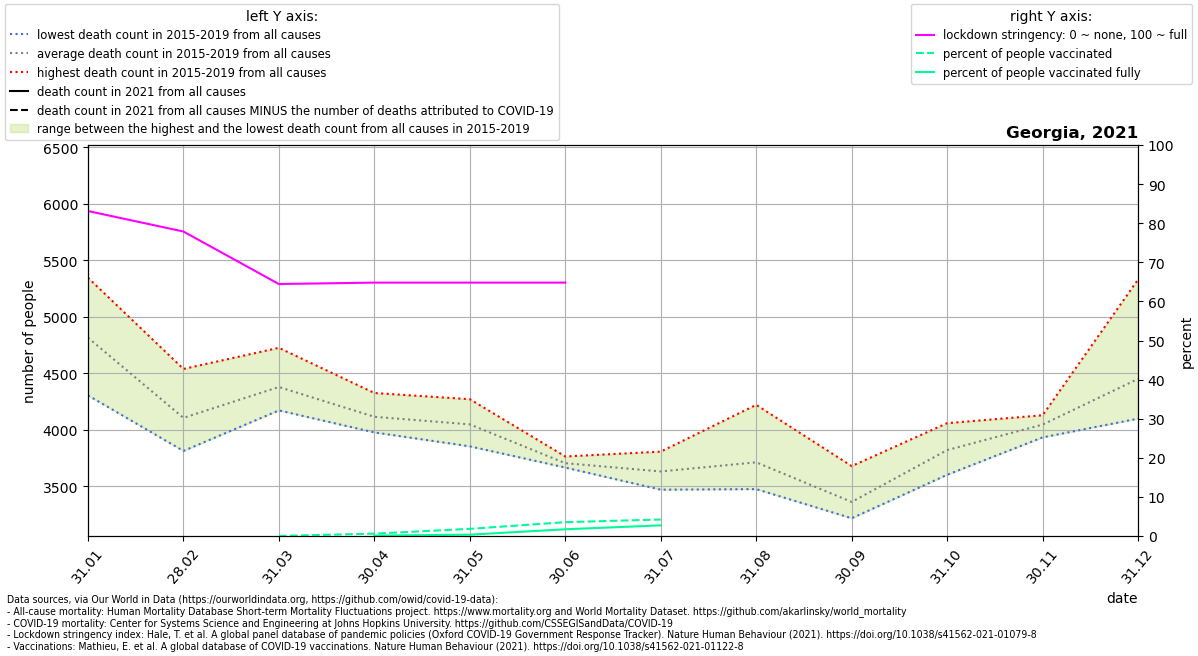 left Y axis:
lowest death count in 2015-2019 from all causes
average death count in 2015-2019 from all causes
highest death count in 2015-2019 from all causes
death count in 2021 from all causes
death count in 2021 from all causes MINUS the number of deaths attributed to COVID-19
range between the highest and the lowest death count from all causes in 2015-2019
right Y axis:
lockdown stringency: 0 ~ none, 100 ~ full
percent of people vaccinated
percent of people vaccinated fully
Georgia, 2021
number of people
6500
6000
5500
5000
4500
4000
3500
100
90
80
70
60
50
40
30
20
10
0
percent
31.01
28.02
31.03
30.04
31.05
30.06
31.07
31.08
30.09
31.10
30.11
31.12
date
Data sources, via Our World in Data (https://ourworldindata.org, https://github.com/owid/covid-19-data):
- All-cause mortality: Human Mortality Database Short-term Mortality Fluctuations project. https://www.mortality.org and World Mortality Dataset. https://github.com/akarlinsky/world_mortality
- COVID-19 mortality: Center for Systems Science and Engineering at Johns Hopkins University. https://github.com/CSSEGISandData/COVID-19
- Lockdown stringency index: Hale, T. et al. A global panel database of pandemic policies (Oxford COVID-19 Government Response Tracker). Nature Human Behaviour (2021). https://doi.org/10.1038/s41562-021-01079-8
- Vaccinations: Mathieu, E. et al. A global database of COVID-19 vaccinations. Nature Human Behaviour (2021). https://doi.org/10.1038/s41562-021-01122-8